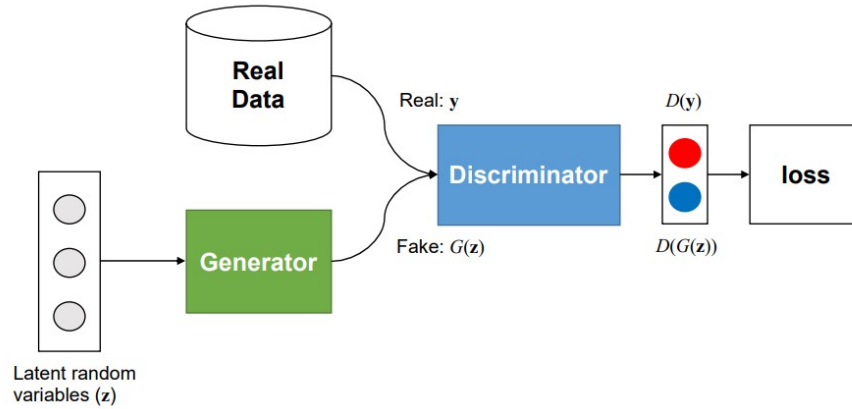 Real
Data
Real: y
D(y)
Discriminator
loss
Generator
Fake: G(z)
D(G(z))
Latent random
variables (z)